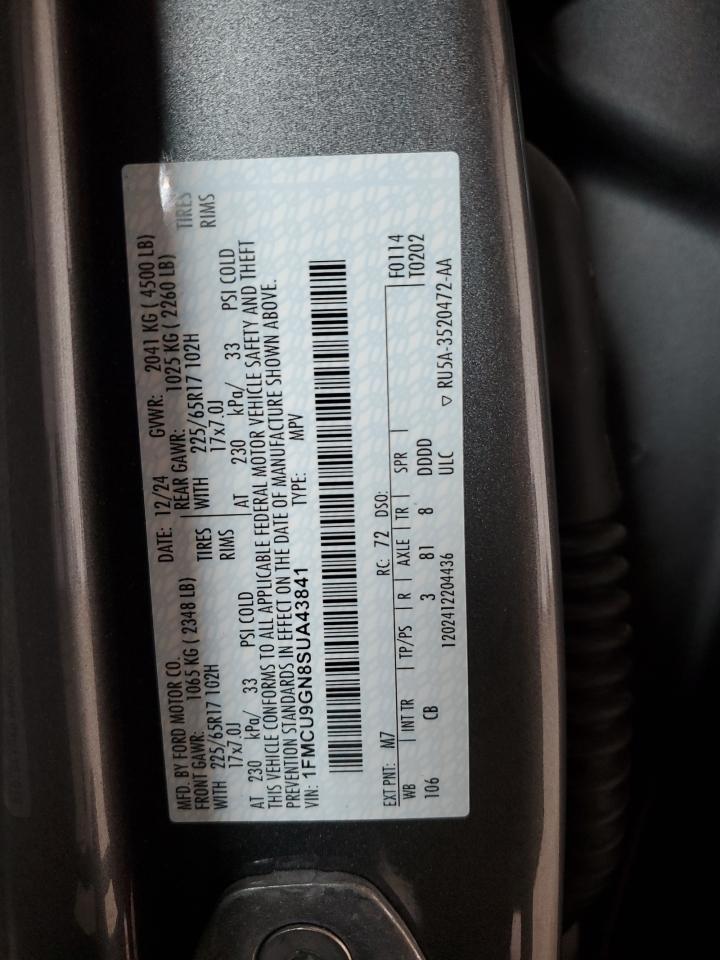 MFD. BY FORD MOTOR CO. DATE: 12/24 GVWR: 2041 KG ( 4500 LB)
FRONT GAWR: 1065 KG ( 2348 LB) REAR GAWR: 1025 KG ( 2260 LB)
WITH 225/65R17 102H TIRES WITH 225/65R17 102H TIRES
17x7.0J RIMS 17x7.0J RIMS
AT 230 kPa/ 33 PSI COLD AT 230 kPa/ 33 PSI COLD
THIS VEHICLE CONFORMS TO ALL APPLICABLE FEDERAL MOTOR VEHICLE SAFETY AND THEFT
PREVENTION STANDARDS IN EFFECT ON THE DATE OF MANUFACTURE SHOWN ABOVE.
VIN: 1FMCU9GN8SUA43841 TYPE: MPV
EXT PNT: M7 RC: 72 DSO: F0114
WB INT TR TP/PS R AXLE TR SPR T0202
106 CB 3 81 8 DDDD
1202412204436 ULC ▽ RU5A-3520472-AA